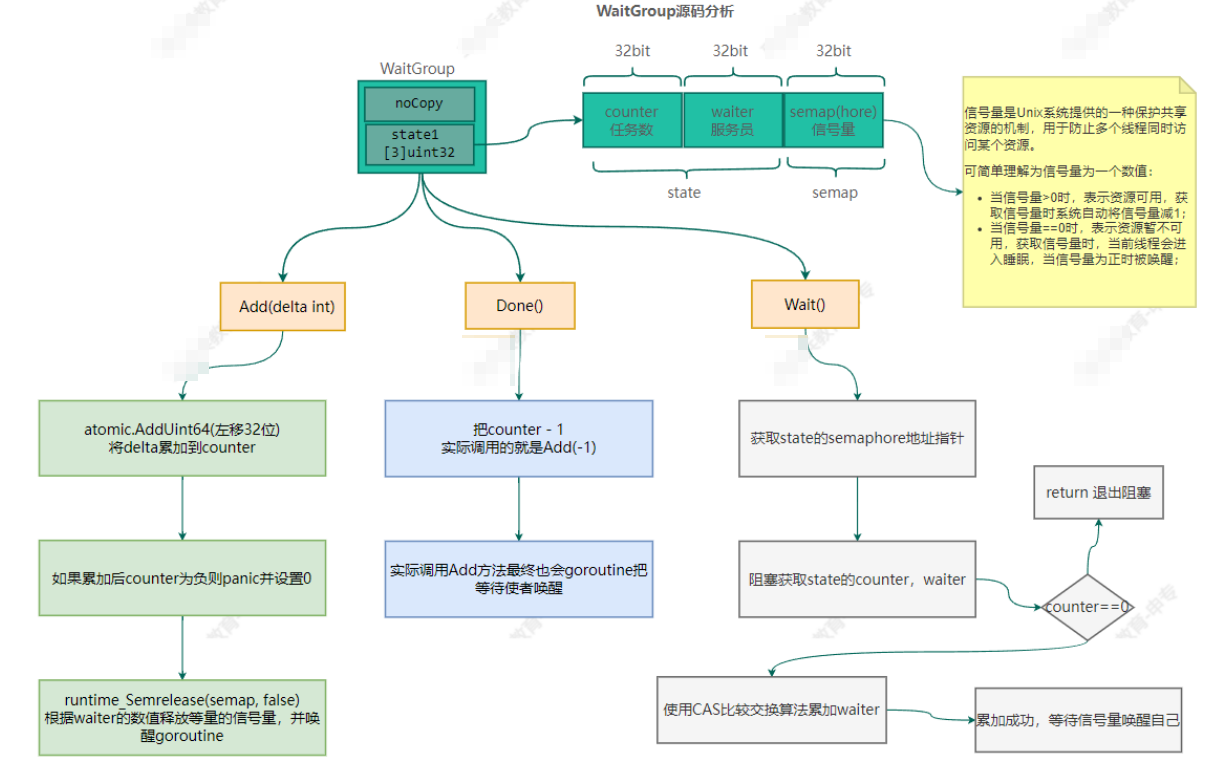 WaitGroup源码分析
32bit
32bit
32bit
WaitGroup
noCopy
state1
[3]uint32
counter
任务数
waiter
服务员
semap(hore)
信号量
state
semap
信号量是Unix系统提供的一种保护共享
资源的机制，用于防止多个线程同时访
问某个资源。
可简单理解为信号量为一个数值：
当信号量>0时，表示资源可用，获
取信号量时系统自动将信号量减1；
当信号量==0时，表示资源暂不可
用，获取信号量时，当前线程会进
入睡眠，当信号量为正时被唤醒；
Add(delta int)
Done()
Wait()
atomic.AddUint64(左移32位)
将delta累加到counter
如果累加后counter为负则panic并设置0
runtime_Semrelease(semap, false)
根据waiter的数值释放等量的信号量，并唤
醒goroutine
把counter - 1
实际调用的就是Add(-1)
实际调用Add方法最终也会goroutine把
等待使者唤醒
获取state的semaphore地址指针
阻塞获取state的counter，waiter
counter==0
return 退出阻塞
使用CAS比较交换算法累加waiter
累加成功，等待信号量唤醒自己